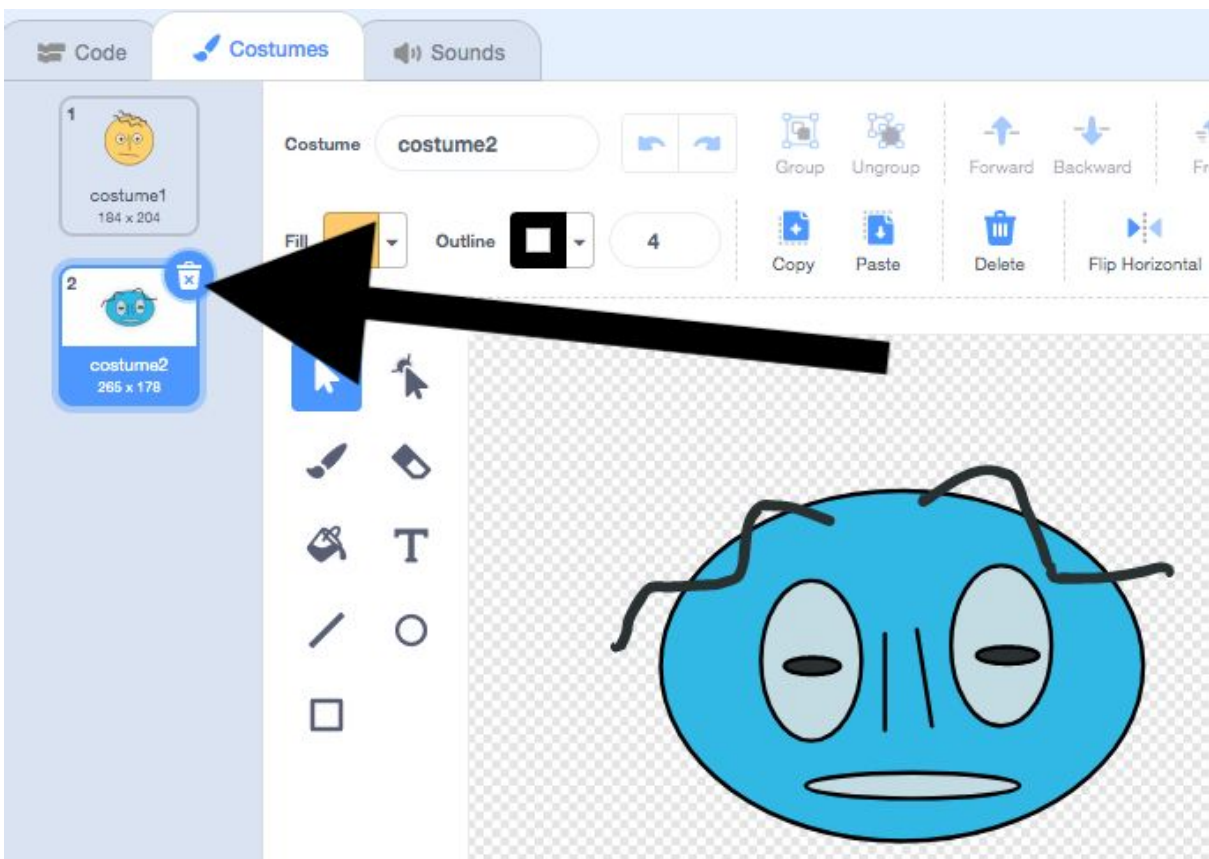 Code
Costumes
Sounds
1
costume1
184 x 204
2
costume2
265 x 178
Costume
costume2
Group
Ungroup
Forward
Backward
Fill
Outline
4
Copy
Paste
Delete
Flip Horizontal
T